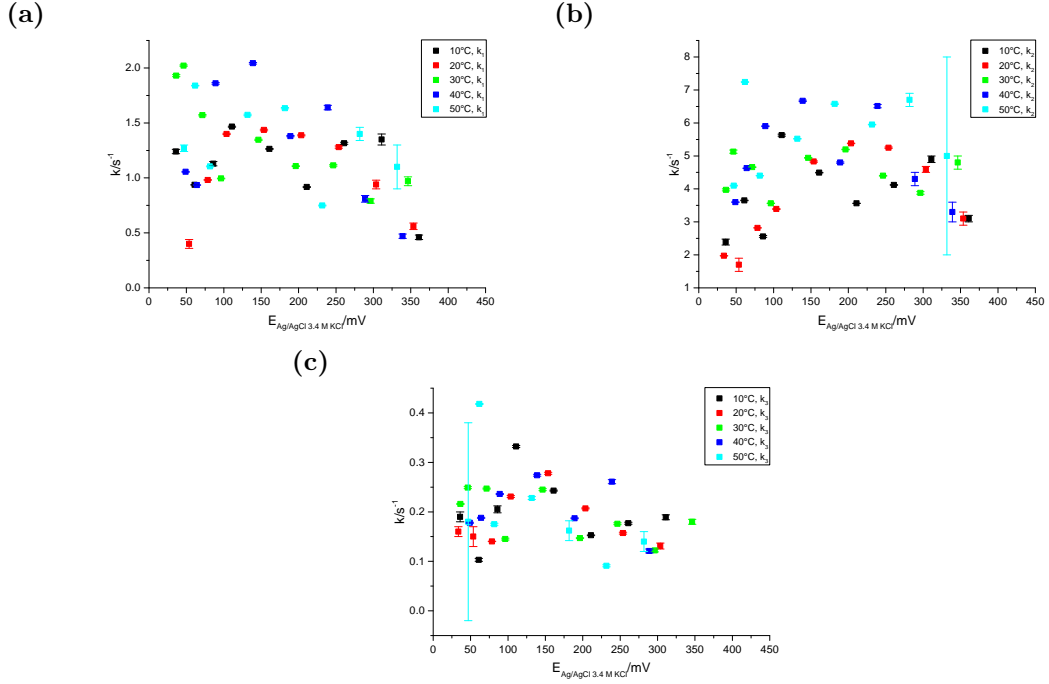 (a)
k/s⁻¹
2.0
1.5
1.0
0.5
0.0
0 50 100 150 200 250 300 350 400 450
E_Ag/AgCl 3.4 M KCl/mV
10°C, k₁
20°C, k₁
30°C, k₁
40°C, k₁
50°C, k₁
(b)
k/s⁻¹
8
7
6
5
4
3
2
1
0 50 100 150 200 250 300 350 400 450
E_Ag/AgCl 3.4 M KCl/mV
10°C, k₂
20°C, k₂
30°C, k₂
40°C, k₂
50°C, k₂
(c)
k/s⁻¹
0.4
0.3
0.2
0.1
0.0
0 50 100 150 200 250 300 350 400 450
E_Ag/AgCl 3.4 M KCl/mV
10°C, k₃
20°C, k₃
30°C, k₃
40°C, k₃
50°C, k₃